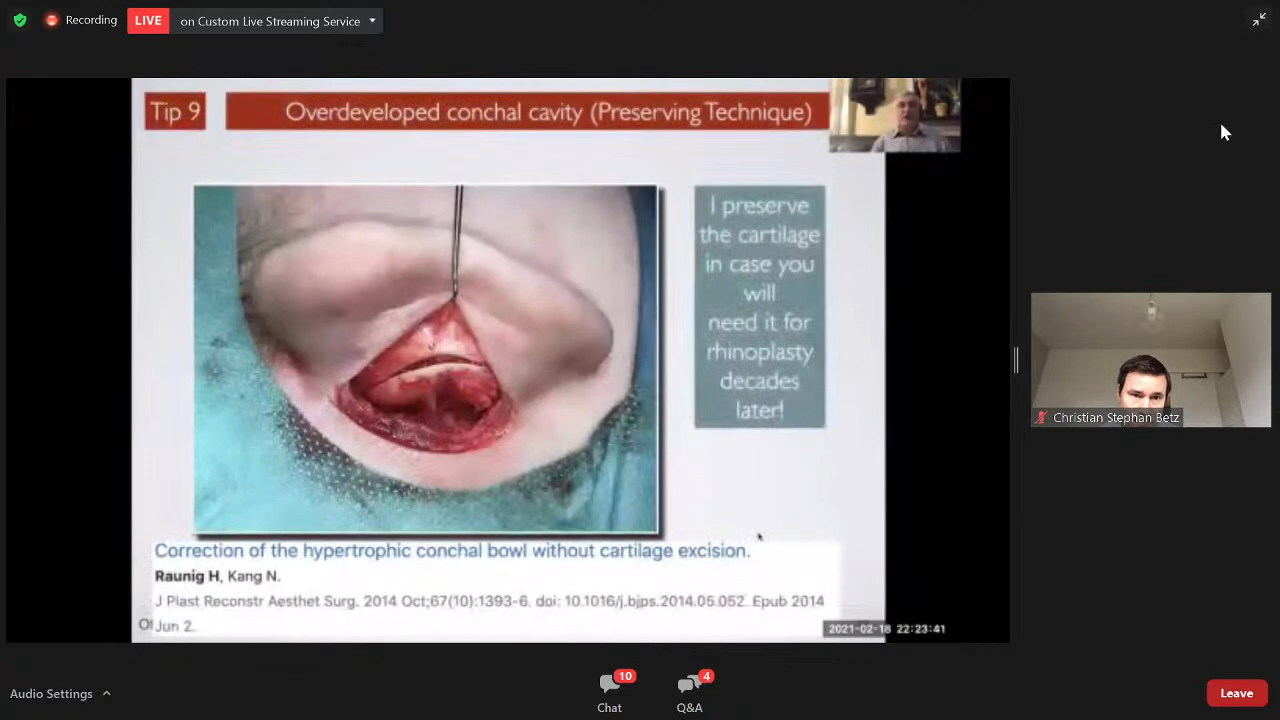 Recording
LIVE
on Custom Live Streaming Service
Tip 9
Overdeveloped conchal cavity (Preserving Technique)
I preserve
the cartilage
in case you
will
need it for
rhinoplasty
decades
later!
Christian Stephan Betz
Correction of the hypertrophic conchal bowl without cartilage excision.
Raunig H, Kang N.
J Plast Reconstr Aesthet Surg. 2014 Oct;67(10):1393-6. doi: 10.1016/j.bjps.2014.05.052. Epub 2014
Jun 2.
2021-02-18 22:23:41
Audio Settings
10
Chat
4
Q&A
Leave